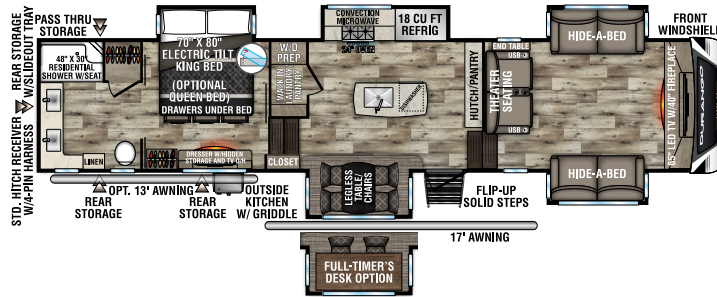 PASS THRU
STORAGE
REAR STORAGE
W/SLIDEOUT TRAY
STD. HITCH RECEIVER
W/4-PIN HARNESS
48" X 30"
RESIDENTIAL
SHOWER W/SEAT
LINEN
70" X 80"
ELECTRIC TILT
KING BED
(OPTIONAL
QUEEN BED)
DRAWERS UNDER BED
DRESSER W/HIDDEN
STORAGE AND TV C/H
W/D
PREP
WALK-IN
LAUNDRY/
PANTRY
CLOSET
CONVECTION
MICROWAVE
24" OVEN
18 CU FT
REFRIG
DISHWASHER
LEGLESS
TABLE/
CHAIRS
HUTCH/PANTRY
END TABLE
USB
THEATER
SEATING
USB
HIDE-A-BED
HIDE-A-BED
FRONT
WINDSHIELD
65" LED TV W/40" FIREPLACE
DURANGO
OPT. 13' AWNING
REAR
STORAGE
REAR
STORAGE
OUTSIDE
KITCHEN
W/ GRIDDLE
FLIP-UP
SOLID STEPS
17' AWNING
FULL-TIMER'S
DESK OPTION